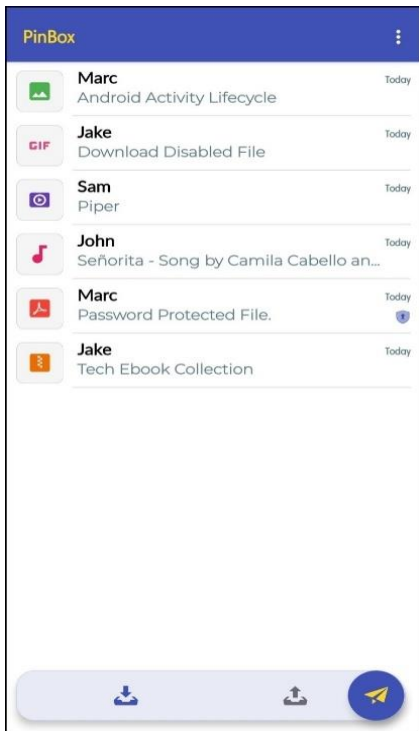 PinBox
Marc
Today
Android Activity Lifecycle
GIF
Jake
Today
Download Disabled File
Sam
Today
Piper
John
Today
Señorita - Song by Camila Cabello an...
Marc
Today
Password Protected File.
Jake
Today
Tech Ebook Collection